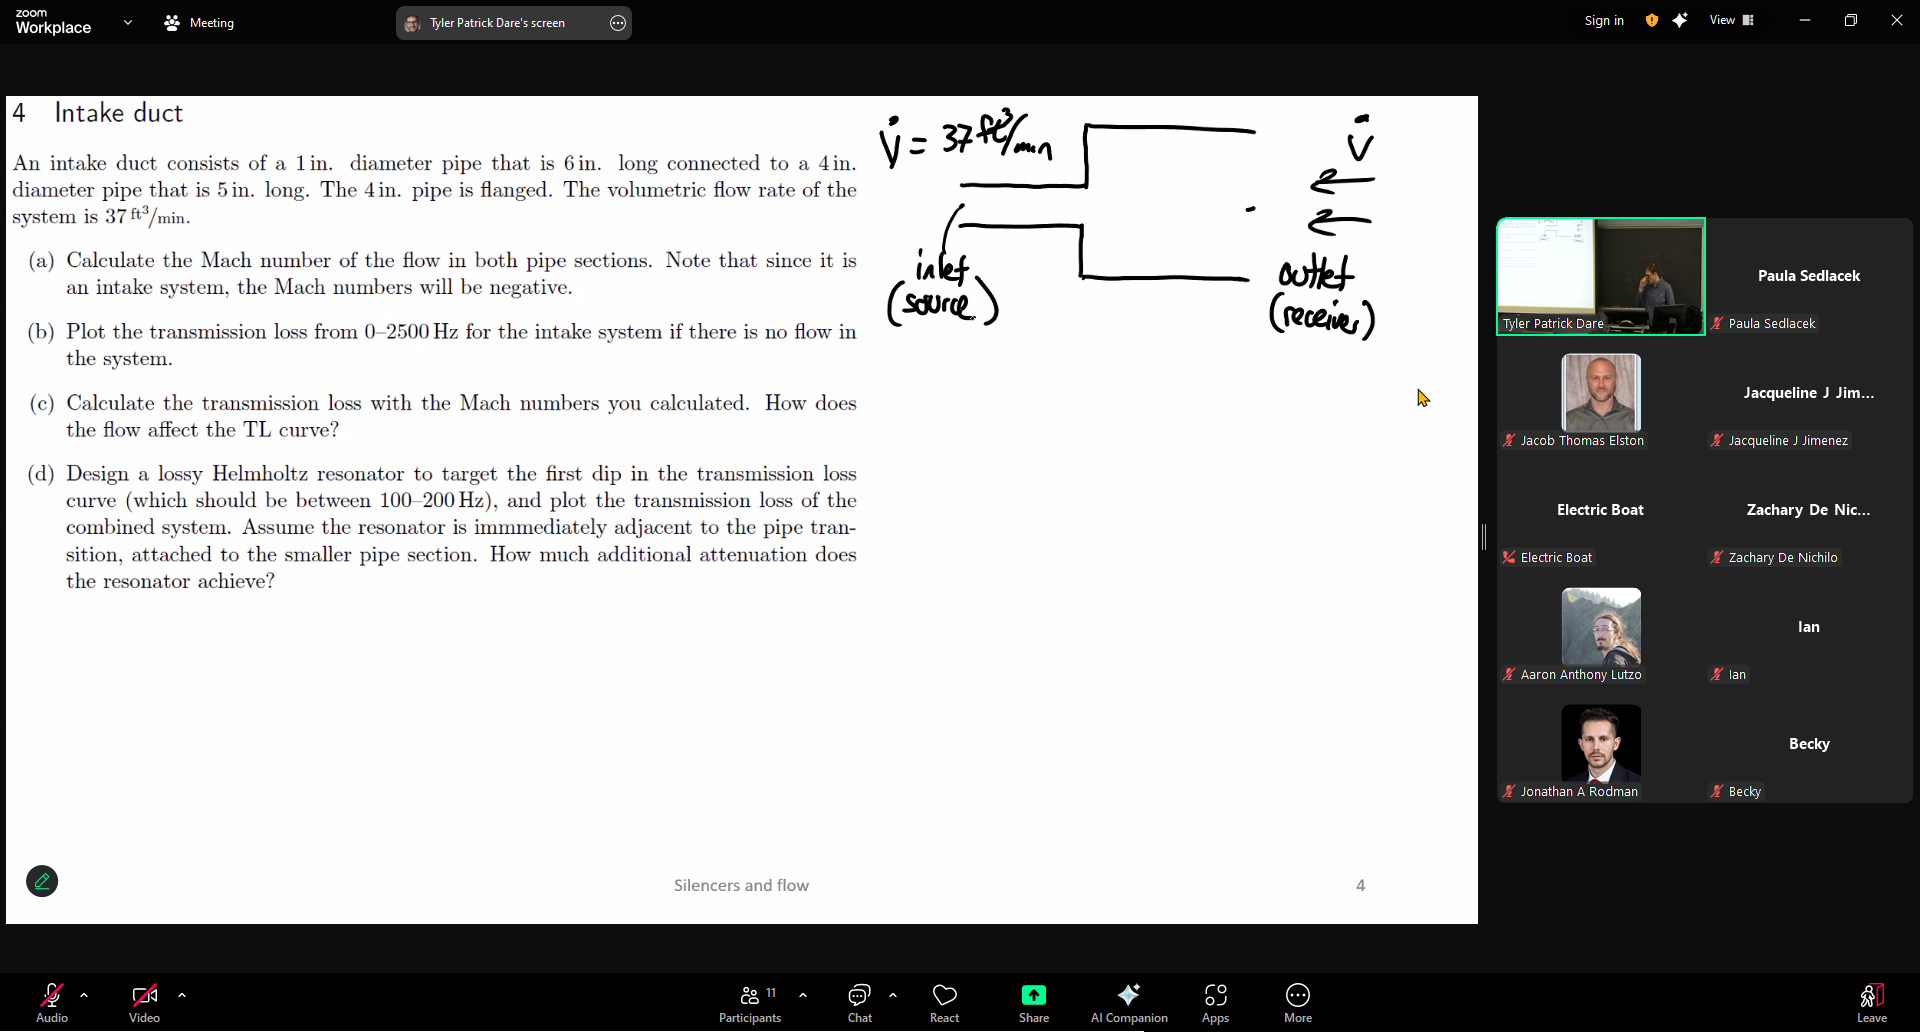 zoom
Workplace
Meeting
Tyler Patrick Dare's screen
Sign in
View
4 Intake duct
An intake duct consists of a 1 in. diameter pipe that is 6 in. long connected to a 4 in.
diameter pipe that is 5 in. long. The 4 in. pipe is flanged. The volumetric flow rate of the
system is 37 ft³/min.
(a) Calculate the Mach number of the flow in both pipe sections. Note that since it is
an intake system, the Mach numbers will be negative.
(b) Plot the transmission loss from 0–2500 Hz for the intake system if there is no flow in
the system.
(c) Calculate the transmission loss with the Mach numbers you calculated. How does
the flow affect the TL curve?
(d) Design a lossy Helmholtz resonator to target the first dip in the transmission loss
curve (which should be between 100–200 Hz), and plot the transmission loss of the
combined system. Assume the resonator is immmediately adjacent to the pipe tran-
sition, attached to the smaller pipe section. How much additional attenuation does
the resonator achieve?
V̇ = 37 ft³/min
V̇
inlet
(source)
outlet
(receiver)
Silencers and flow
4
Tyler Patrick Dare
Paula Sedlacek
Paula Sedlacek
Jacob Thomas Elston
Jacqueline J Jim...
Jacqueline J Jimenez
Electric Boat
Electric Boat
Zachary De Nic...
Zachary De Nichilo
Aaron Anthony Lutzo
Ian
Ian
Jonathan A Rodman
Becky
Becky
Audio
Video
Participants
11
Chat
React
Share
AI Companion
Apps
More
Leave